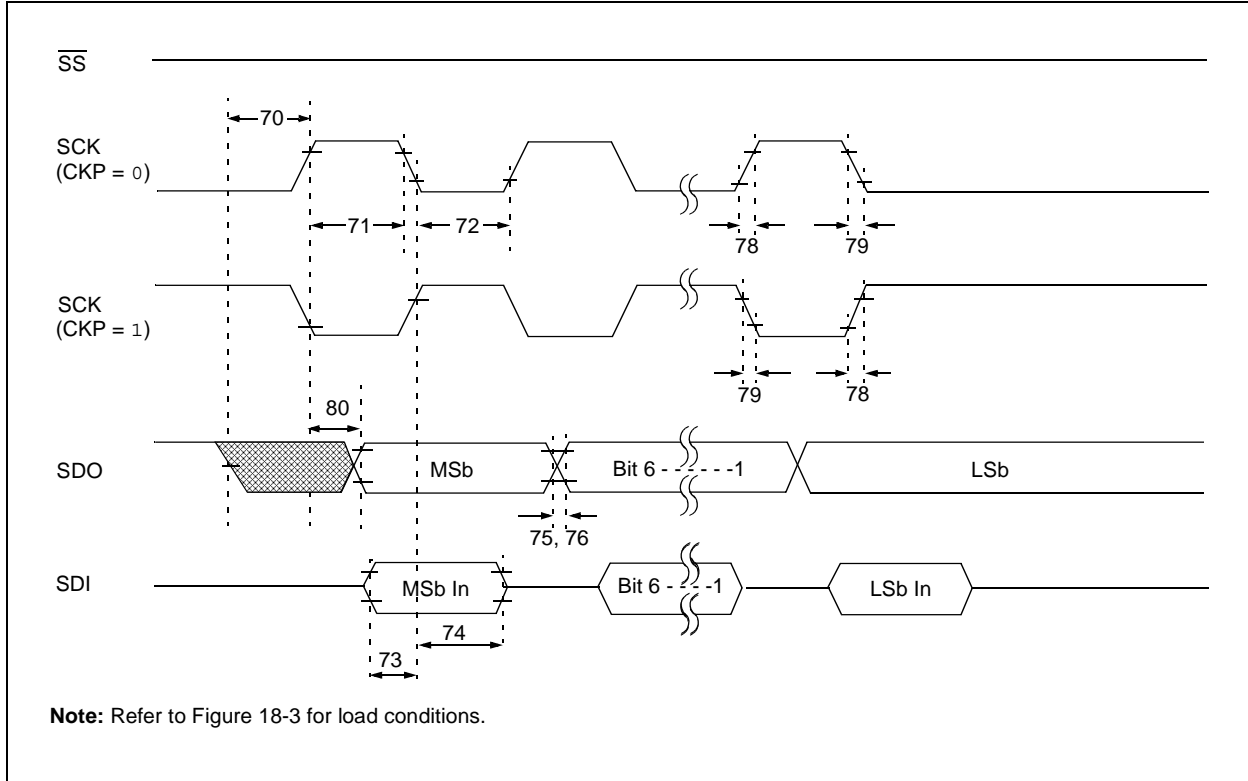 SS
70
SCK
(CKP = 0)
71
72
78
79
SCK
(CKP = 1)
79
78
80
SDO
MSb
Bit 6 - - - - - - -1
LSb
75, 76
SDI
MSb In
Bit 6 - - - - -1
LSb In
74
73
Note: Refer to Figure 18-3 for load conditions.